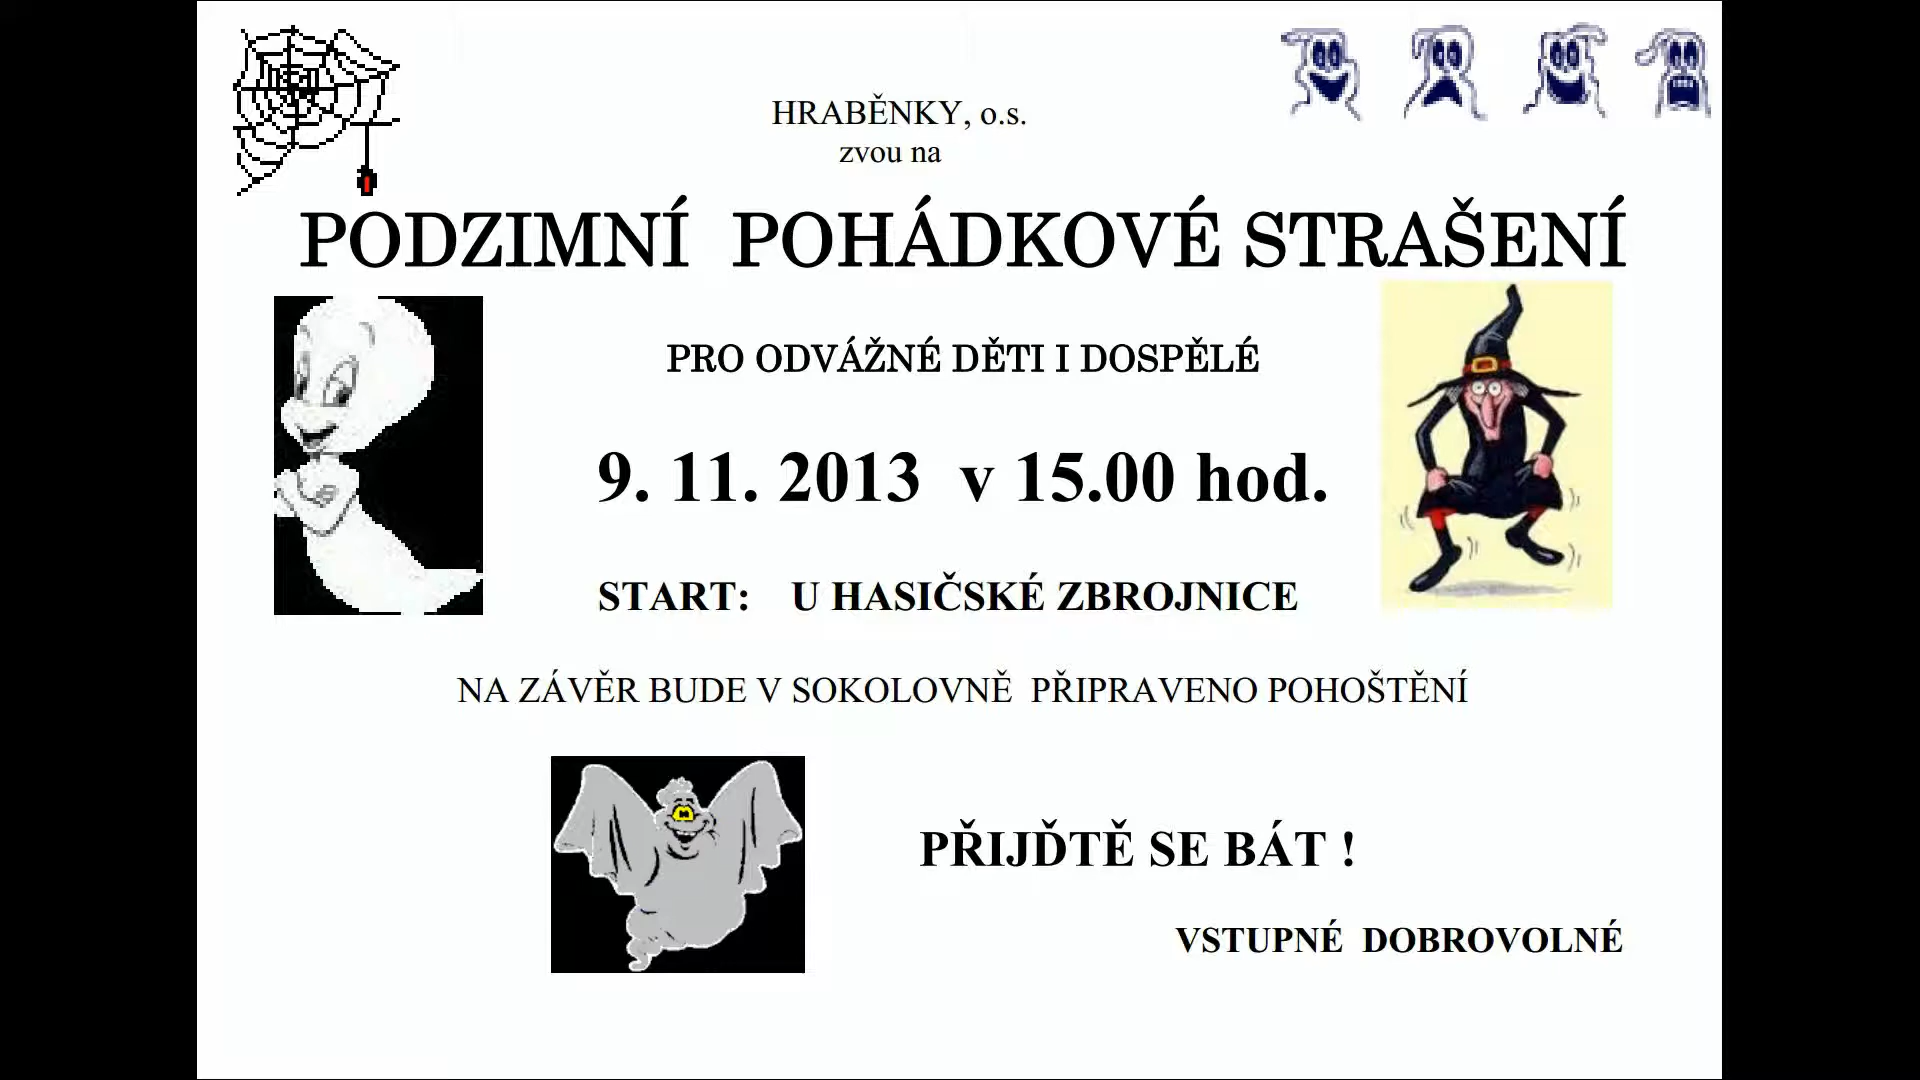 HRABĚNKY, o.s.
zvou na
PODZIMNÍ POHÁDKOVÉ STRAŠENÍ
PRO ODVÁŽNÉ DĚTI I DOSPĚLÉ
9. 11. 2013 v 15.00 hod.
START: U HASIČSKÉ ZBROJNICE
NA ZÁVĚR BUDE V SOKOLOVNĚ PŘIPRAVENO POHOŠTĚNÍ
PŘIJĎTĚ SE BÁT !
VSTUPNÉ DOBROVOLNÉ